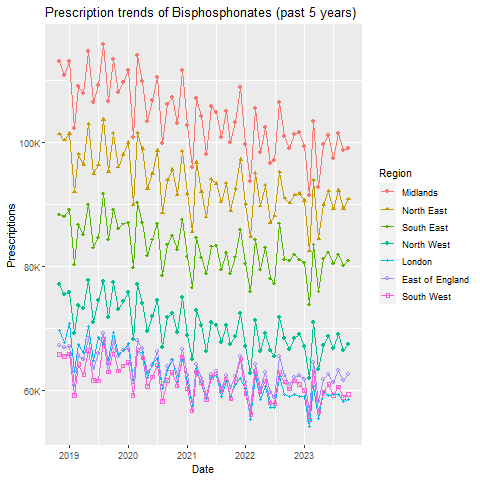 Prescription trends of Bisphosphonates (past 5 years)
100K
80K
60K
Prescriptions
2019 2020 2021 2022 2023
Date
Region
Midlands
North East
South East
North West
London
East of England
South West